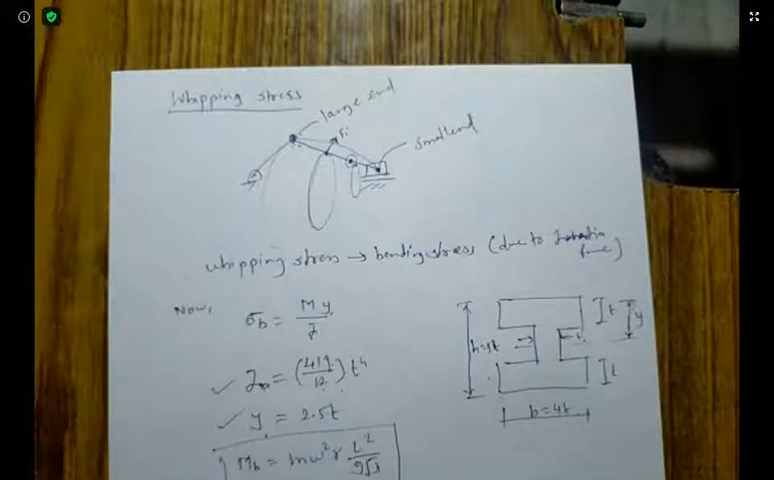 Whipping stress
large end
Fi
small end
whipping stress → bending stress (due to Inertia
force)
Now,
σb = My/I
t
y
h=5t
t
✓ Ixx = (419/12) t⁴
t
✓ y = 2.5t
b=4t
Mb = mω²r L²/9√3